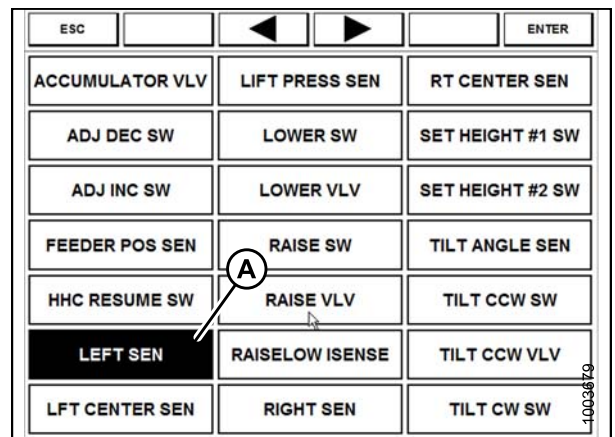 ESC ENTER
ACCUMULATOR VLV LIFT PRESS SEN RT CENTER SEN
ADJ DEC SW LOWER SW SET HEIGHT #1 SW
ADJ INC SW LOWER VLV SET HEIGHT #2 SW
FEEDER POS SEN RAISE SW TILT ANGLE SEN
A
HHC RESUME SW RAISE VLV TILT CCW SW
LEFT SEN RAISELOW ISENSE TILT CCW VLV
LFT CENTER SEN RIGHT SEN TILT CW SW
1003679